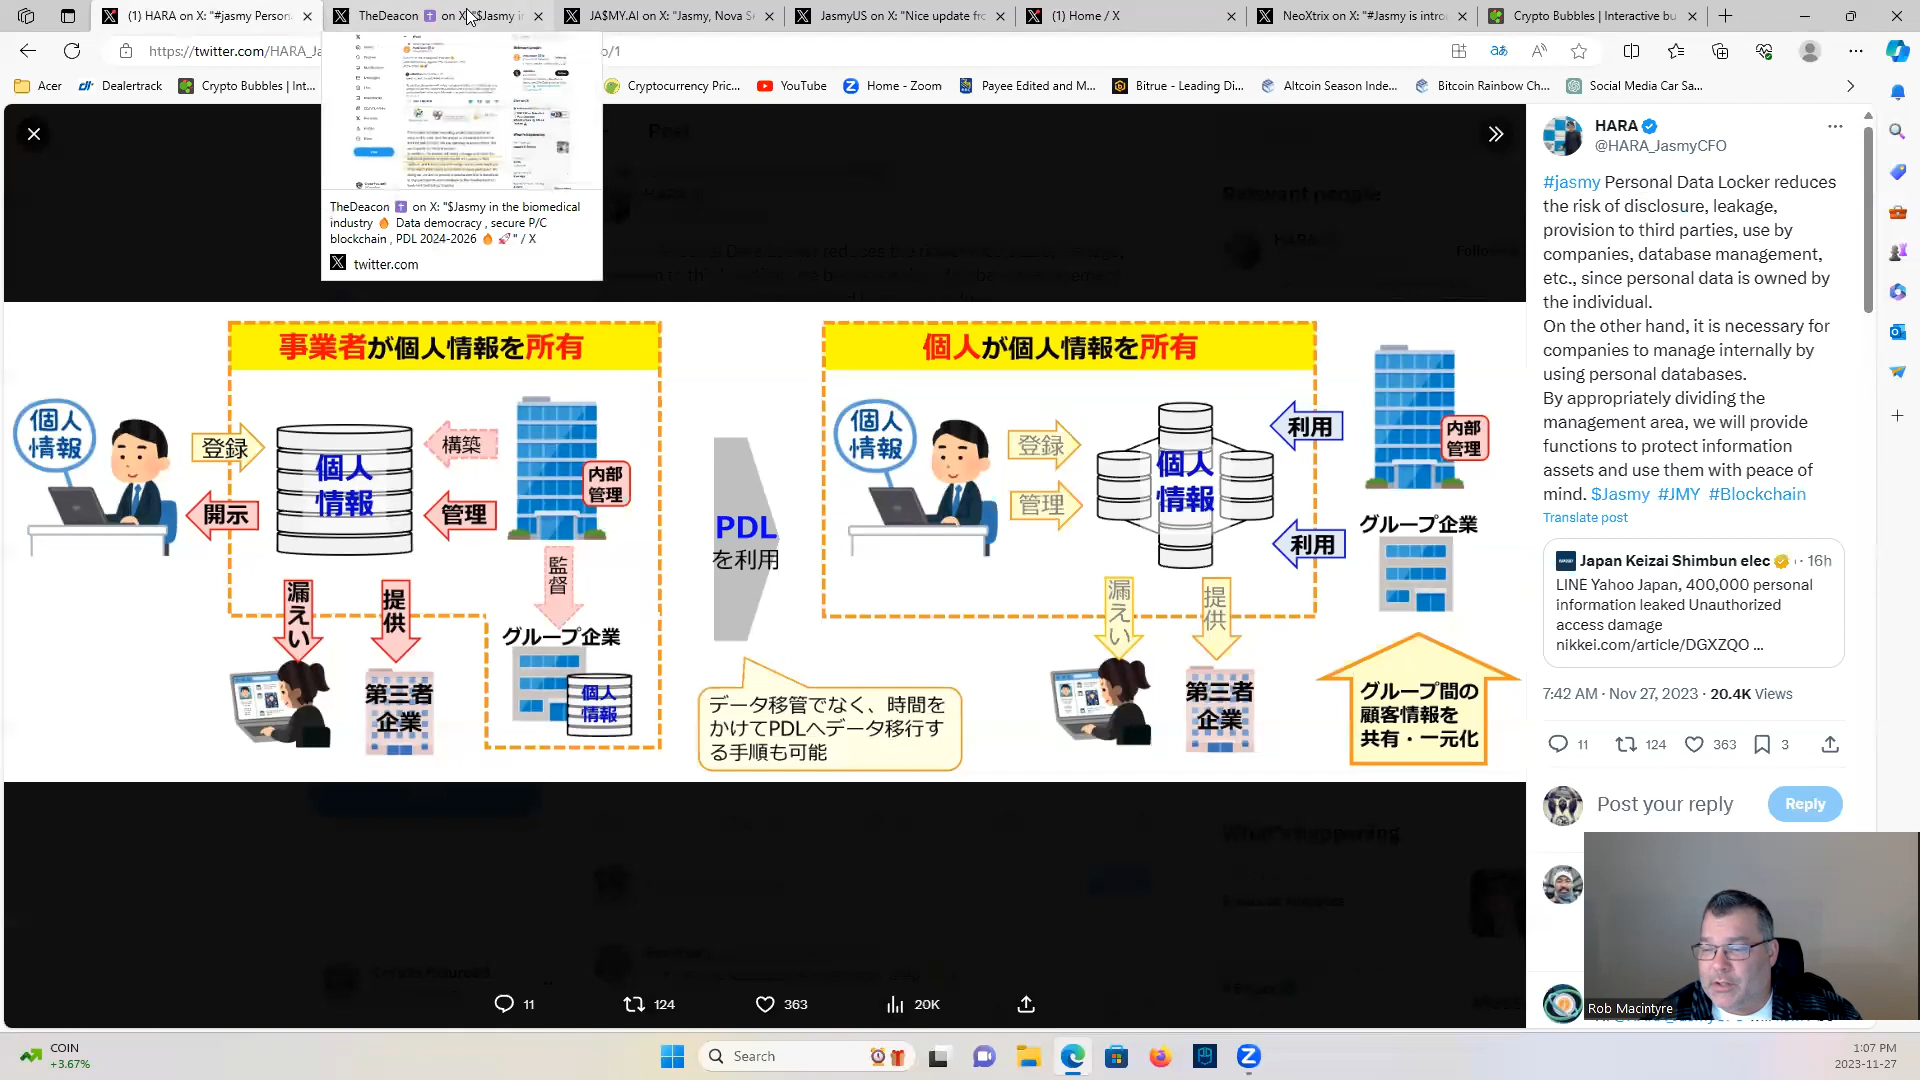 (1) HARA on X: "#jasmy Person
TheDeacon ✝️ on X: "$Jasmy in
JA$MY.AI on X: "Jasmy, Nova S
JasmyUS on X: "Nice update fro
(1) Home / X
NeoXtrix on X: "#Jasmy is intro
Crypto Bubbles | Interactive bu
https://twitter.com/HARA_Ja
o/1
Acer
Dealertrack
Crypto Bubbles | Int...
Cryptocurrency Pric...
YouTube
Home - Zoom
Payee Edited and M...
Bitrue - Leading Di...
Altcoin Season Inde...
Bitcoin Rainbow Ch...
Social Media Car Sa...
TheDeacon ✝️ on X: "$Jasmy in the biomedical
industry 🔥 Data democracy , secure P/C
blockchain , PDL 2024-2026 🔥 🚀" / X
twitter.com
Post
Relevant people
事業者が個人情報を所有
個人情報
登録
開示
個人情報
構築
管理
内部管理
監督
漏えい
提供
第三者企業
グループ企業
個人情報
PDL
を利用
データ移管でなく、時間を
かけてPDLへデータ移行す
る手順も可能
個人が個人情報を所有
個人情報
登録
管理
個人情報
利用
利用
内部管理
グループ企業
漏えい
提供
第三者企業
グループ間の
顧客情報を
共有・一元化
What's happening
11
124
363
20K
HARA
@HARA_JasmyCFO
#jasmy Personal Data Locker reduces
the risk of disclosure, leakage,
provision to third parties, use by
companies, database management,
etc., since personal data is owned by
the individual.
On the other hand, it is necessary for
companies to manage internally by
using personal databases.
By appropriately dividing the
management area, we will provide
functions to protect information
assets and use them with peace of
mind. $Jasmy #JMY #Blockchain
Translate post
Japan Keizai Shimbun elec · 16h
LINE Yahoo Japan, 400,000 personal
information leaked Unauthorized
access damage
nikkei.com/article/DGXZQO ...
7:42 AM · Nov 27, 2023 · 20.4K Views
11
124
363
3
Post your reply
Reply
Rob Macintyre
COIN
+3.67%
Search
1:07 PM
2023-11-27